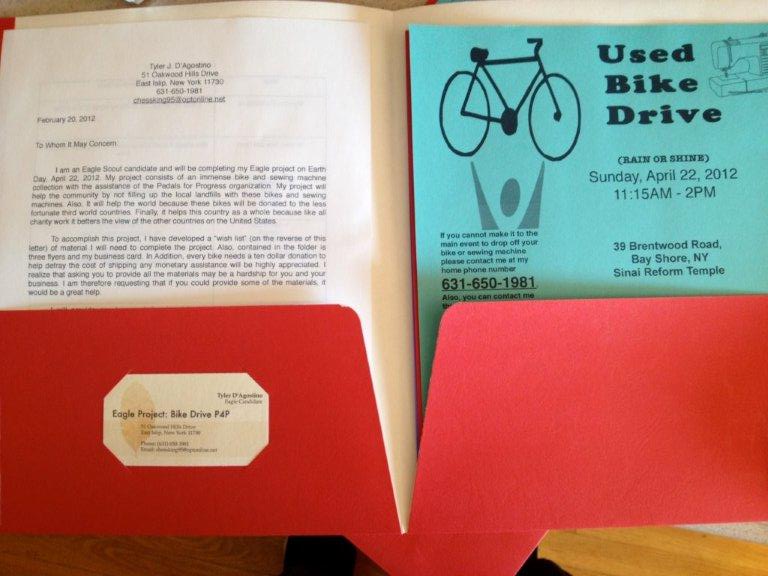 Tyler J. D'Agostino
51 Oakwood Hills Drive
East Islip, New York 11730
631-650-1981
chessking95@optonline.net
February 20, 2012
To Whom It May Concern:
I am an Eagle Scout candidate and will be completing my Eagle project on Earth
Day, April 22, 2012. My project consists of an immense bike and sewing machine
collection with the assistance of the Pedals for Progress organization. My project will
help the community by not filling up the local landfills with these bikes and sewing
machines. Also, it will help the world because these bikes will be donated to the less
fortunate third world countries. Finally, it helps this country as a whole because like all
charity work it betters the view of the other countries on the United States.
To accomplish this project, I have developed a "wish list" (on the reverse of this
letter) of material I will need to complete the project. Also, contained in the folder is
three flyers and my business card. In Addition, every bike needs a ten dollar donation to
help defray the cost of shipping any monetary assistance will be highly appreciated. I
realize that asking you to provide all the materials may be a hardship for you and your
business. I am therefore requesting that if you could provide some of the materials, it
would be a great help.
Tyler D'Agostino
Eagle Candidate
Eagle Project: Bike Drive P4P
51 Oakwood Hills Drive
East Islip, New York 11730
Phone: (631) 650-1981
Email: chessking95@optonline.net
Used
Bike
Drive
(RAIN OR SHINE)
Sunday, April 22, 2012
11:15AM - 2PM
If you cannot make it to the
main event to drop off your
bike or sewing machine
please contact me at my
home phone number
631-650-1981.
Also, you can contact me
39 Brentwood Road,
Bay Shore, NY
Sinai Reform Temple